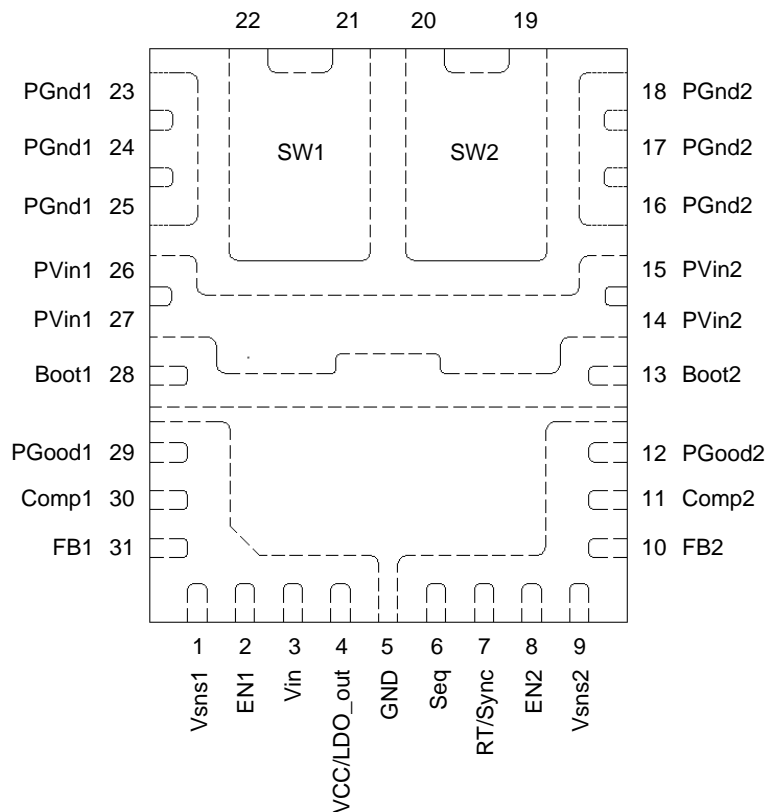 22 21 20 19
PGnd1 23
18 PGnd2
SW1
SW2
PGnd1 24
17 PGnd2
PGnd1 25
16 PGnd2
PVin1 26
15 PVin2
PVin1 27
14 PVin2
Boot1 28
13 Boot2
PGood1 29
12 PGood2
Comp1 30
11 Comp2
FB1 31
10 FB2
1 2 3 4 5 6 7 8 9
Vsns1
EN1
Vin
VCC/LDO_out
GND
Seq
RT/Sync
EN2
Vsns2